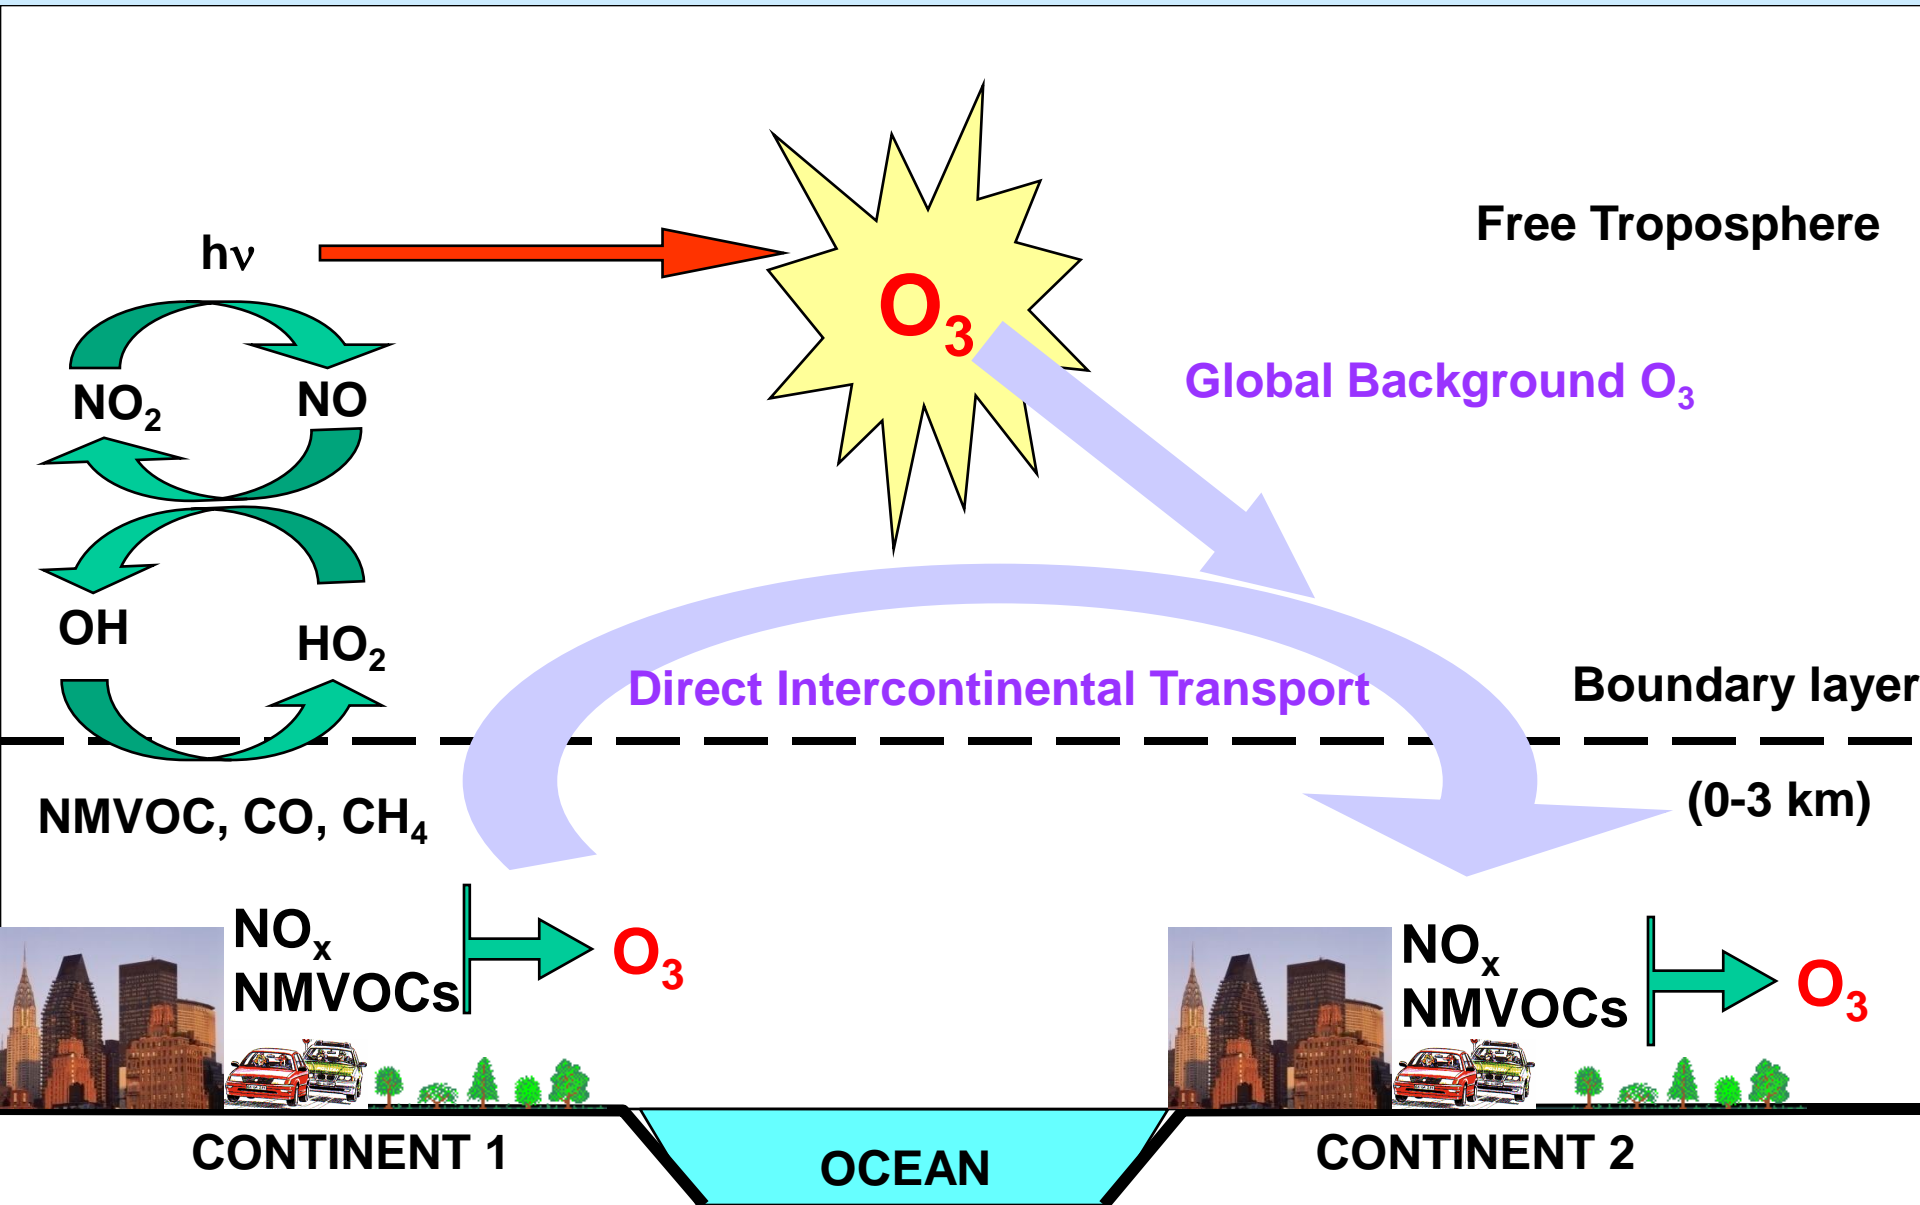 Free Troposphere
hν
O₃
Global Background O₃
NO₂
NO
OH
HO₂
Direct Intercontinental Transport
Boundary layer
(0-3 km)
NMVOC, CO, CH₄
NOₓ
NMVOCs
O₃
NOₓ
NMVOCs
O₃
CONTINENT 1
OCEAN
CONTINENT 2